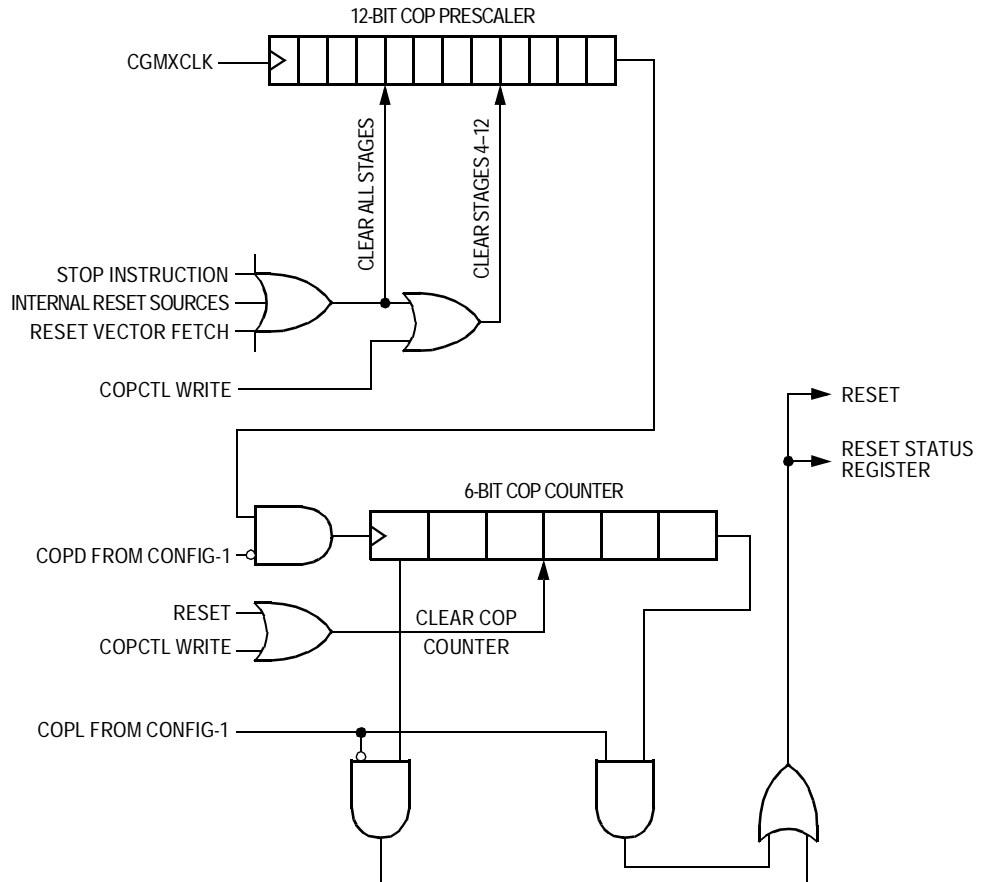 12-BIT COP PRESCALER
CGMXCLK
CLEAR ALL STAGES
CLEAR STAGES 4–12
STOP INSTRUCTION
INTERNAL RESET SOURCES
RESET VECTOR FETCH
COPCTL WRITE
RESET
RESET STATUS
REGISTER
6-BIT COP COUNTER
COPD FROM CONFIG-1
RESET
COPCTL WRITE
CLEAR COP
COUNTER
COPL FROM CONFIG-1